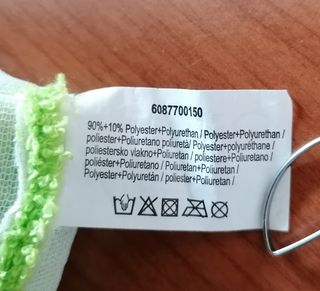 6087700150
90%+10% Polyester+Polyurethan / Polyester+Polyurethan /
poliester+Poliuretano poliuretá/ Polyester+polyuréthane /
poliestersko vlakno+Poliuretan / poliestere+Poliuretano /
poliéster+Poliuretano / Poliuretan+Poliuretan /
Polyester+Polyuretán / poliester+Poliuretan /